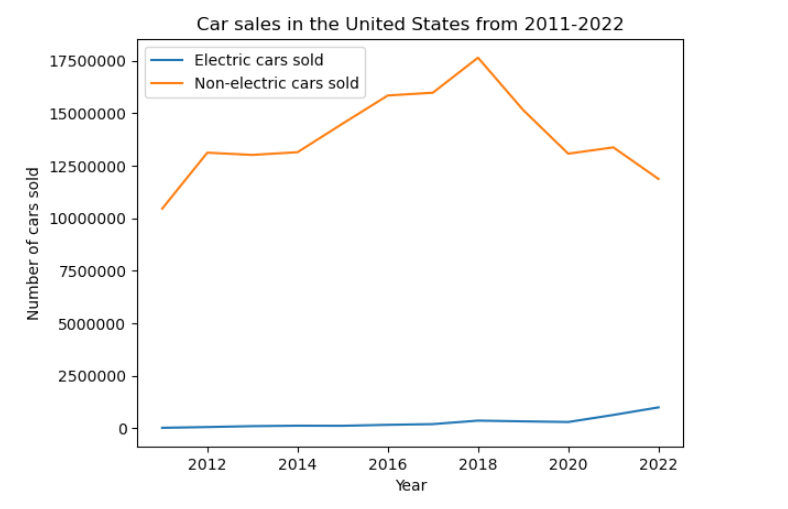 Car sales in the United States from 2011-2022
Electric cars sold
Non-electric cars sold
17500000
15000000
12500000
10000000
7500000
5000000
2500000
0
Number of cars sold
2012 2014 2016 2018 2020 2022
Year